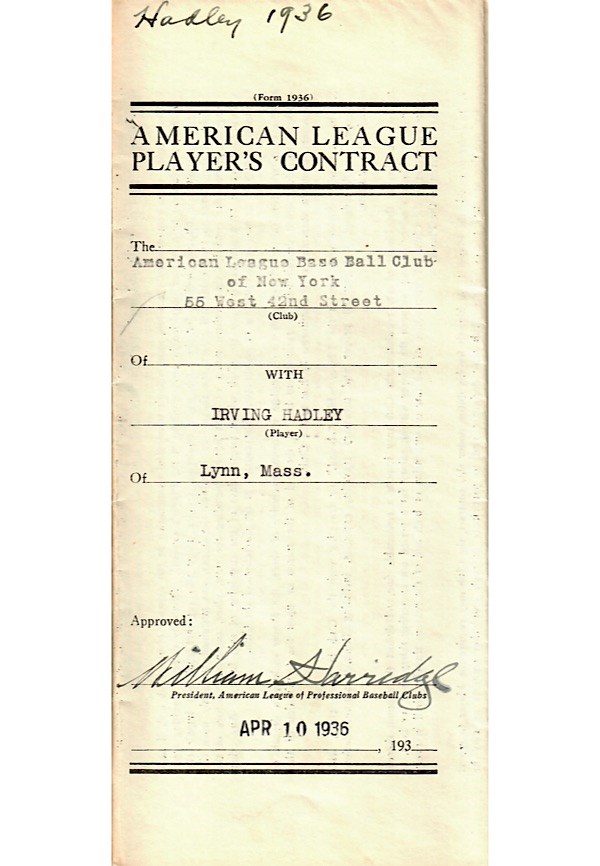 Hadley 1936
(Form 1936)
AMERICAN LEAGUE
PLAYER'S CONTRACT
The
American League Base Ball Club
of New York
55 West 42nd Street
(Club)
Of
WITH
IRVING HADLEY
(Player)
Of Lynn, Mass.
Approved:
William Harridge
President, American League of Professional Baseball Clubs
APR 10 1936
, 193